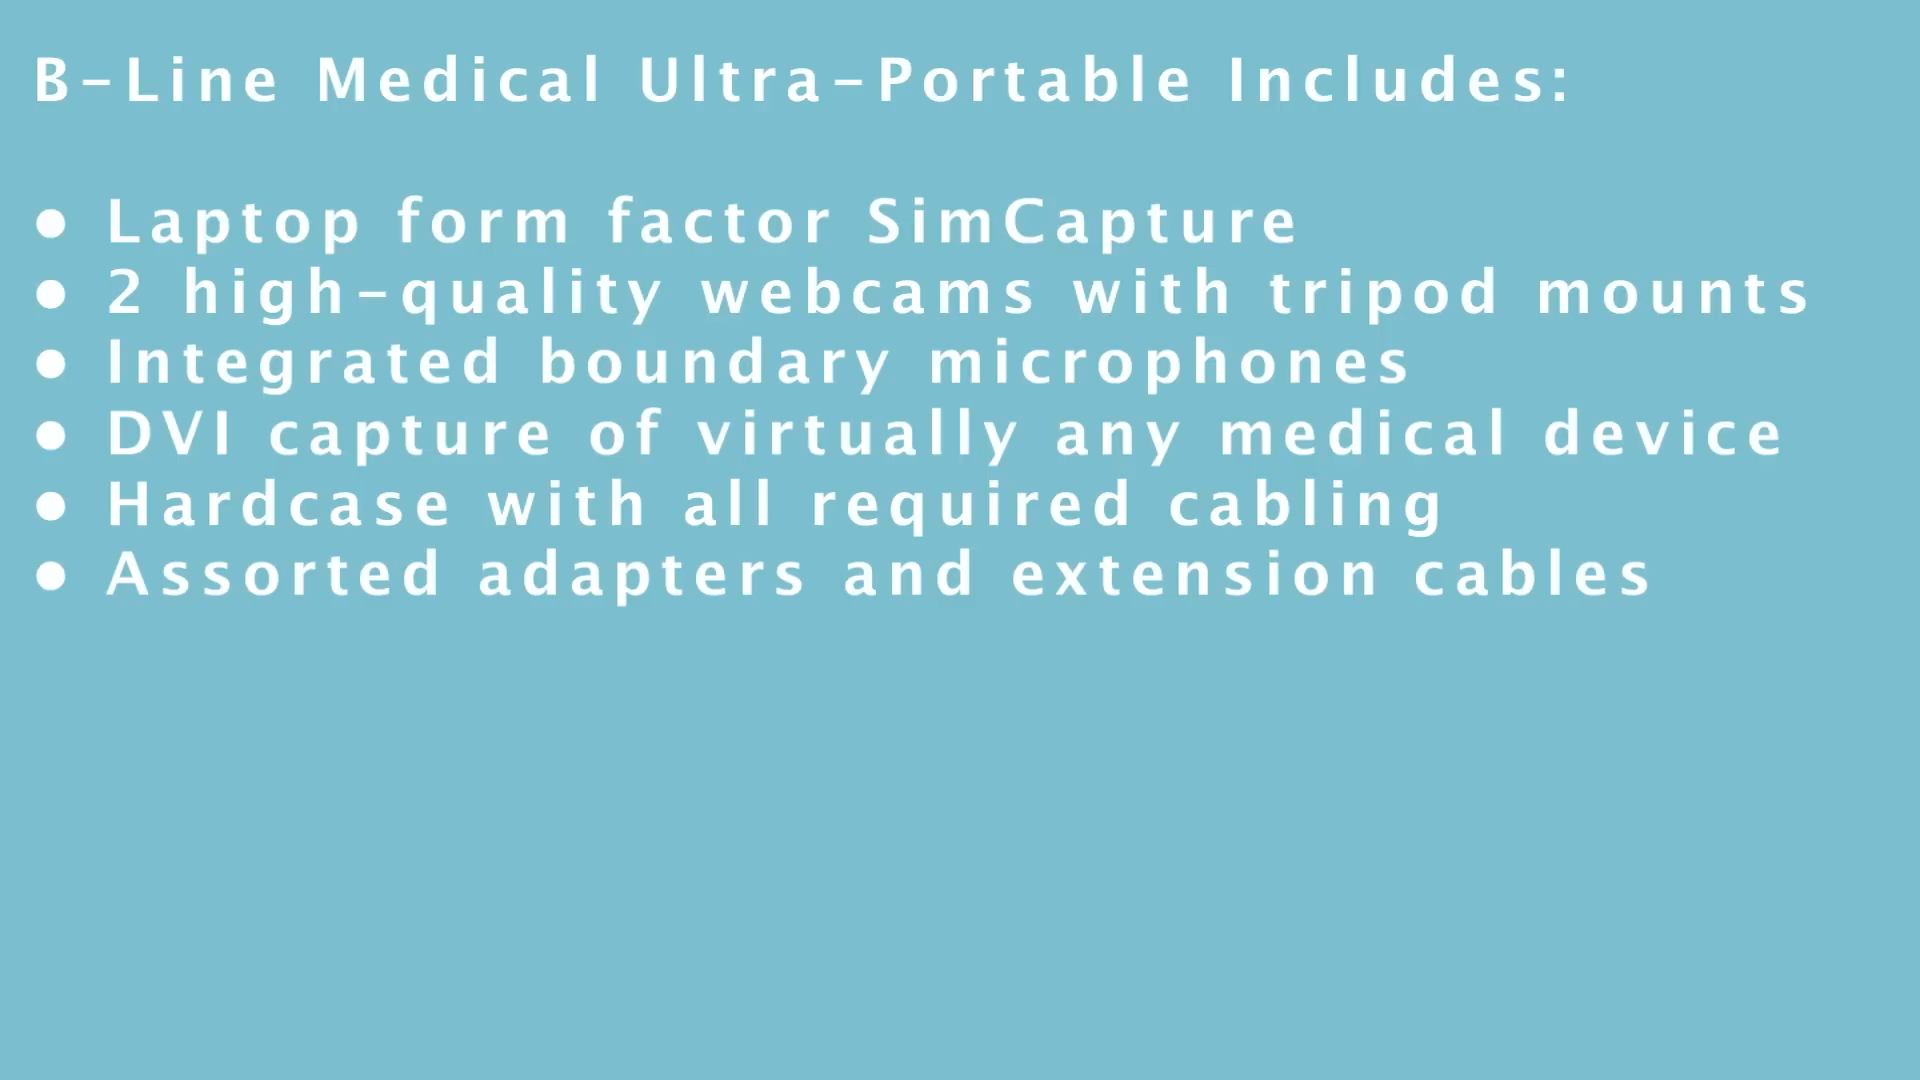 B-Line Medical Ultra-Portable Includes:
● Laptop form factor SimCapture
● 2 high-quality webcams with tripod mounts
● Integrated boundary microphones
● DVI capture of virtually any medical device
● Hardcase with all required cabling
● Assorted adapters and extension cables